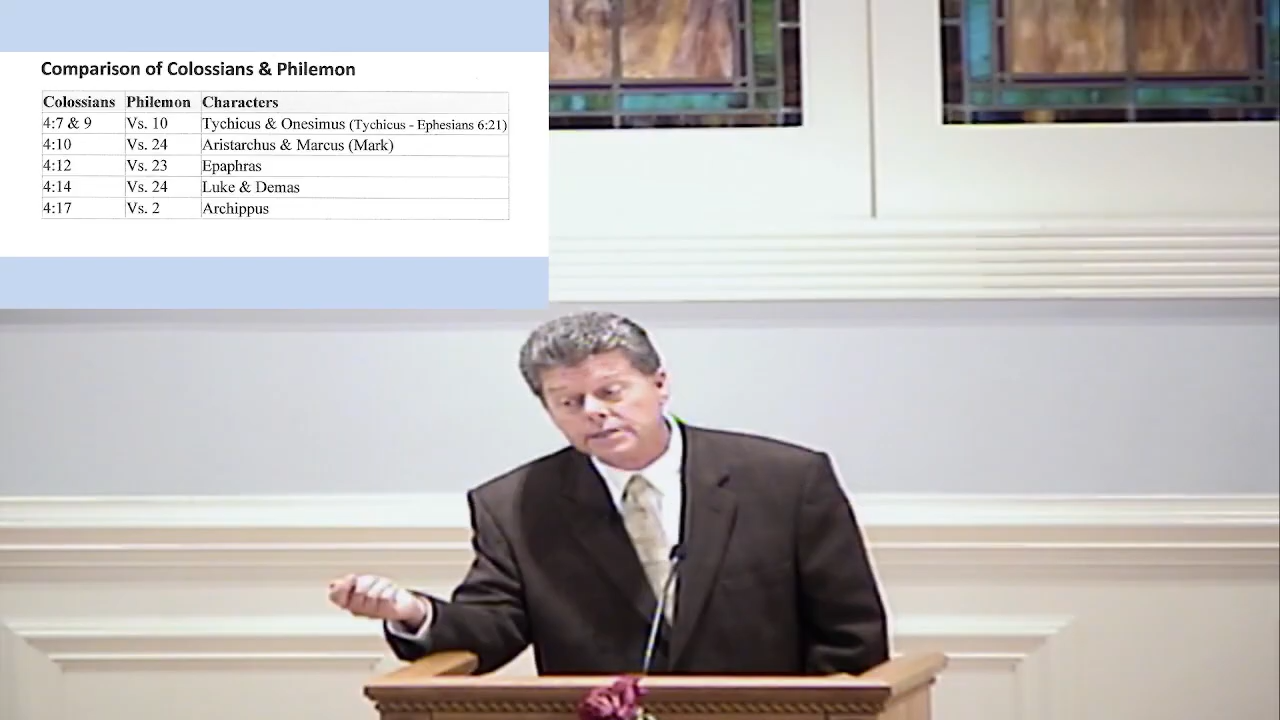 Comparison of Colossians & Philemon
Colossians Philemon Characters
4:7 & 9 Vs. 10 Tychicus & Onesimus (Tychicus - Ephesians 6:21)
4:10 Vs. 24 Aristarchus & Marcus (Mark)
4:12 Vs. 23 Epaphras
4:14 Vs. 24 Luke & Demas
4:17 Vs. 2 Archippus